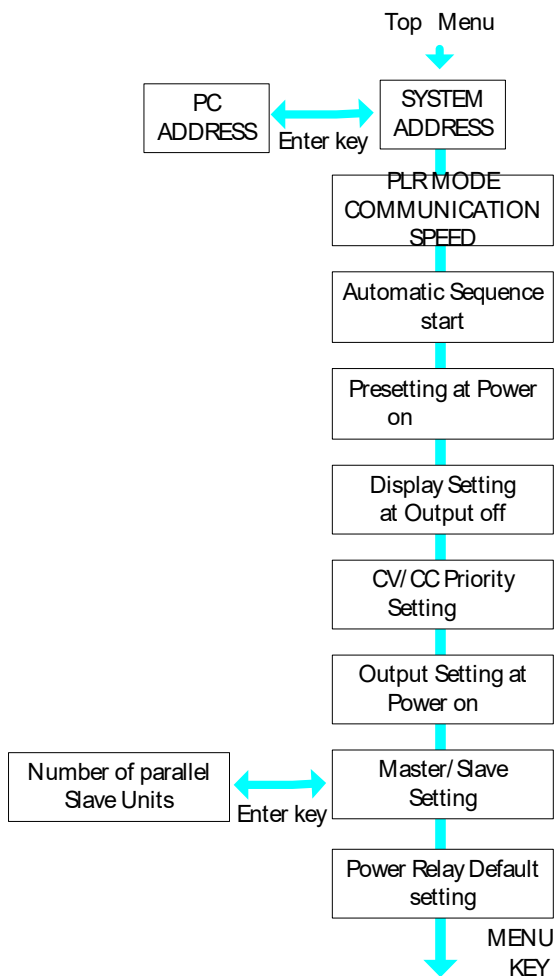 Top Menu
PC
ADDRESS
Enter key
SYSTEM
ADDRESS
PLR MODE
COMMUNICATION
SPEED
Automatic Sequence
start
Presetting at Power
on
Display Setting
at Output off
CV/CC Priority
Setting
Output Setting at
Power on
Number of parallel
Slave Units
Enter key
Master/Slave
Setting
Power Relay Default
setting
MENU
KEY